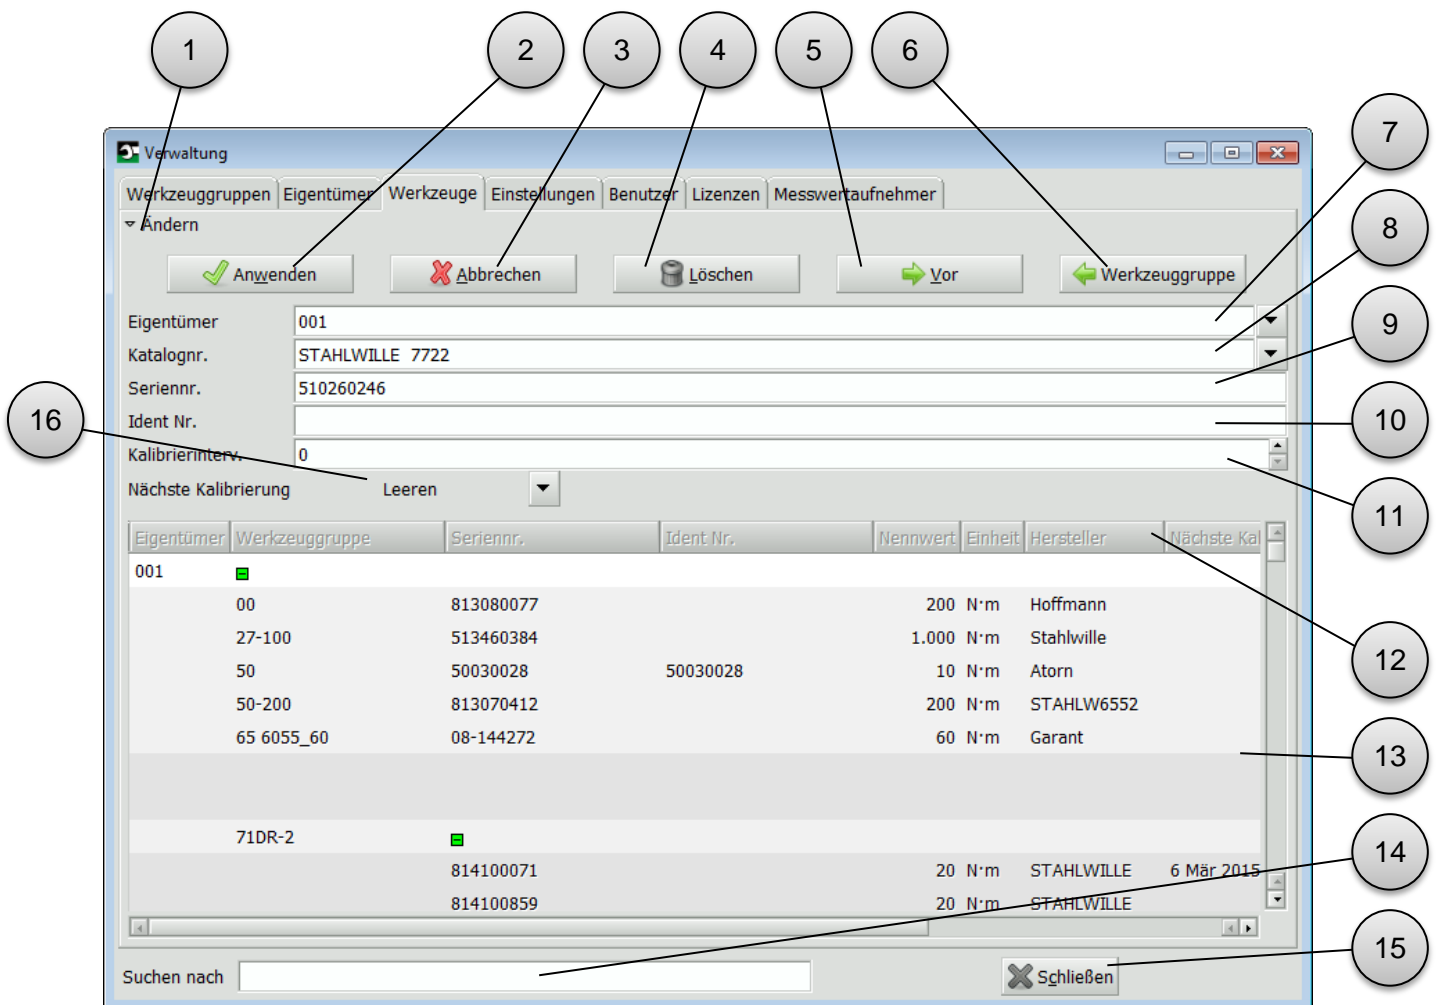 1 2 3 4 5 6
7
Verwaltung
Werkzeuggruppen Eigentümer Werkzeuge Einstellungen Benutzer Lizenzen Messwertaufnehmer
Ändern
8
Anwenden Abbrechen Löschen Vor Werkzeuggruppe
Eigentümer 001
9
Katalognr. STAHLWILLE 7722
Seriennr. 510260246
Ident Nr.
10
16
Kalibrierinterv. 0
Nächste Kalibrierung Leeren
11
Eigentümer Werkzeuggruppe Seriennr. Ident Nr. Nennwert Einheit Hersteller Nächste Kal
001
00 813080077 200 N·m Hoffmann
27-100 513460384 1.000 N·m Stahlwille
12
50 50030028 50030028 10 N·m Atorn
50-200 813070412 200 N·m STAHLW6552
65 6055_60 08-144272 60 N·m Garant
13
71DR-2
14
814100071 20 N·m STAHLWILLE 6 Mär 2015
814100859 20 N·m STAHLWILLE
15
Suchen nach Schließen